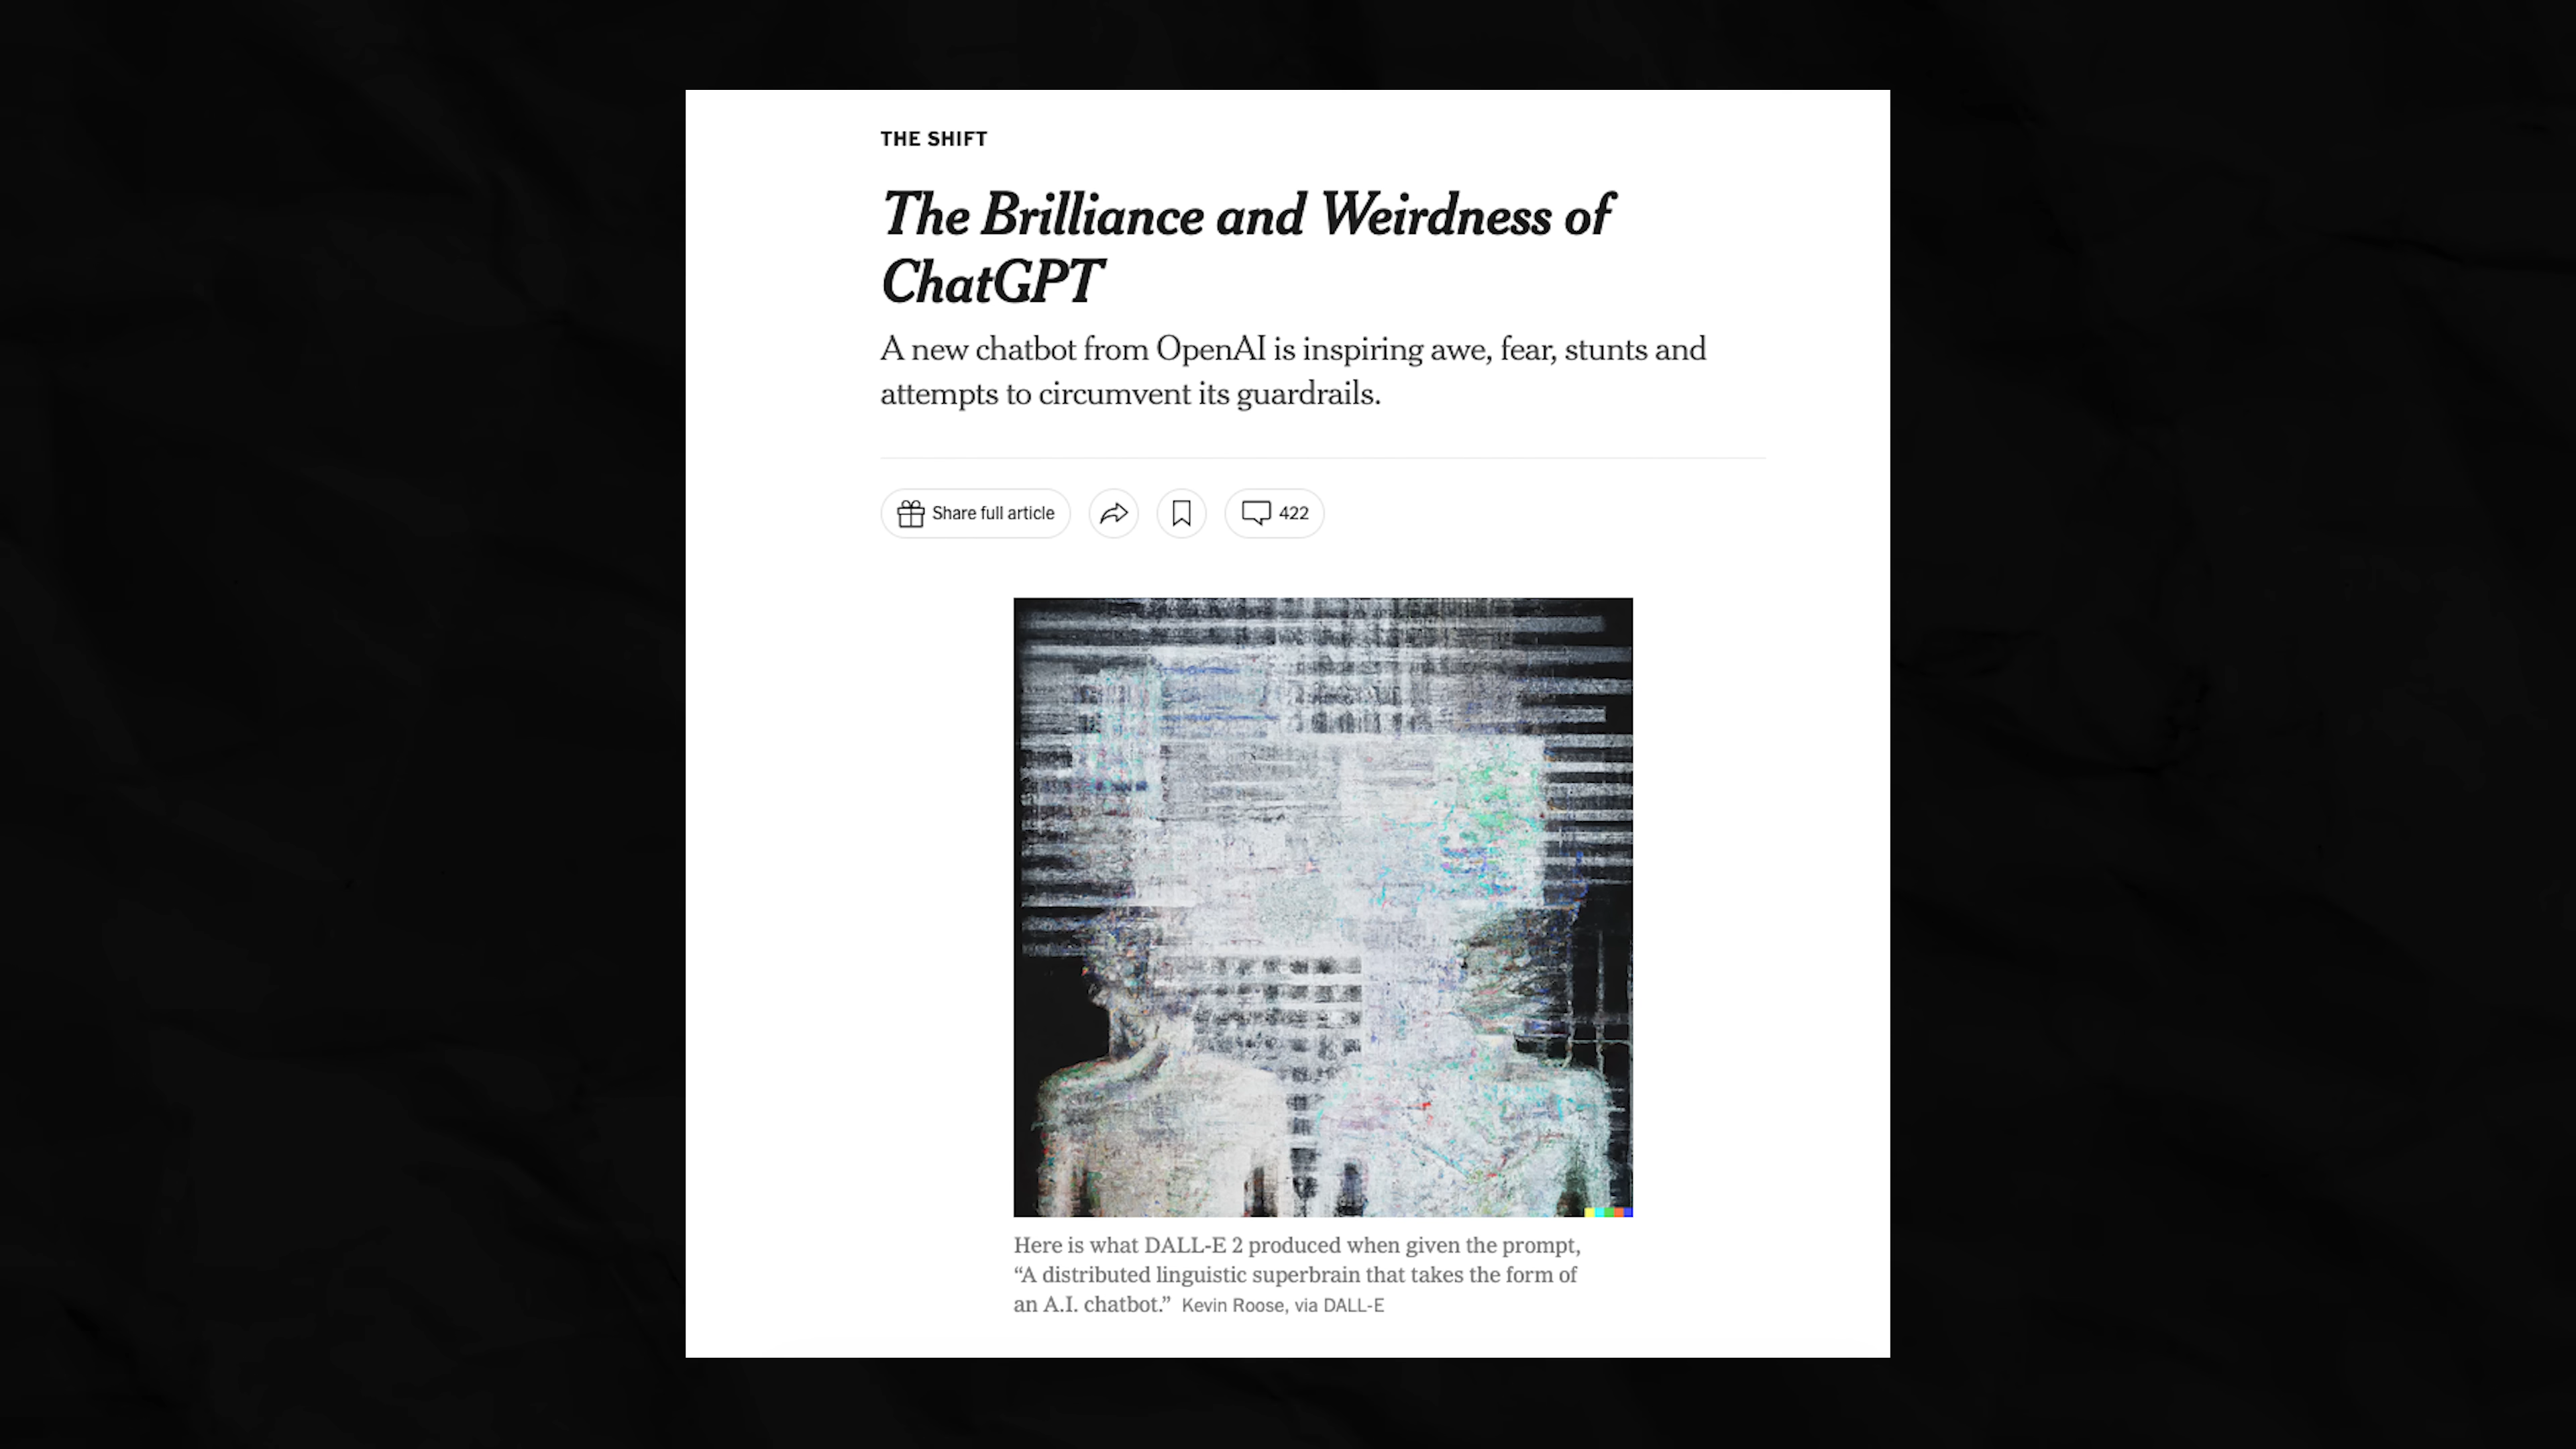 THE SHIFT
The Brilliance and Weirdness of
ChatGPT
A new chatbot from OpenAI is inspiring awe, fear, stunts and
attempts to circumvent its guardrails.
Share full article
422
Here is what DALL-E 2 produced when given the prompt,
“A distributed linguistic superbrain that takes the form of
an A.I. chatbot.” Kevin Roose, via DALL-E